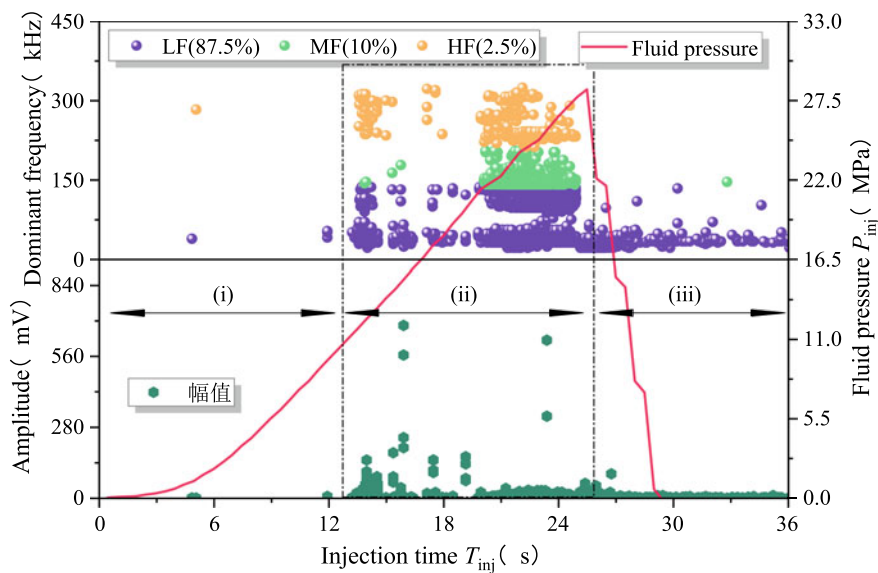 LF(87.5%) MF(10%) HF(2.5%) Fluid pressure
Dominant frequency( kHz)
450
300
150
0
Amplitude( mV)
840
560
280
0
(i) (ii) (iii)
幅值
33.0
27.5
22.0
16.5
11.0
5.5
0.0
Fluid pressure Pinj( MPa)
0 6 12 18 24 30 36
Injection time Tinj( s)